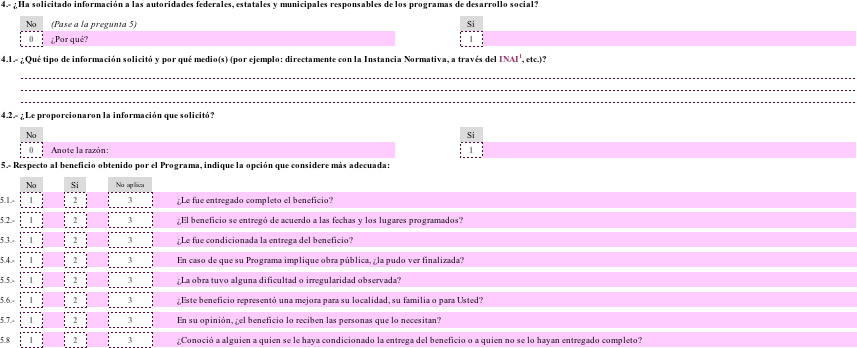 4.- ¿Ha solicitado información a las autoridades federales, estatales y municipales responsables de los programas de desarrollo social?
No (Pase a la pregunta 5) Sí
0 ¿Por qué? 1
4.1.- ¿Qué tipo de información solicitó y por qué medio(s) (por ejemplo: directamente con la Instancia Normativa, a través del INAI¹, etc.)?
4.2.- ¿Le proporcionaron la información que solicitó?
No Sí
0 Anote la razón: 1
5.- Respecto al beneficio obtenido por el Programa, indique la opción que considere más adecuada:
No Sí No aplica
5.1.- 1 2 3 ¿Le fue entregado completo el beneficio?
5.2.- 1 2 3 ¿El beneficio se entregó de acuerdo a las fechas y los lugares programados?
5.3.- 1 2 3 ¿Le fue condicionada la entrega del beneficio?
5.4.- 1 2 3 En caso de que su Programa implique obra pública, ¿la pudo ver finalizada?
5.5.- 1 2 3 ¿La obra tuvo alguna dificultad o irregularidad observada?
5.6.- 1 2 3 ¿Este beneficio representó una mejora para su localidad, su familia o para Usted?
5.7.- 1 2 3 En su opinión, ¿el beneficio lo reciben las personas que lo necesitan?
5.8 1 2 3 ¿Conoció a alguien a quien se le haya condicionado la entrega del beneficio o a quien no se lo hayan entregado completo?